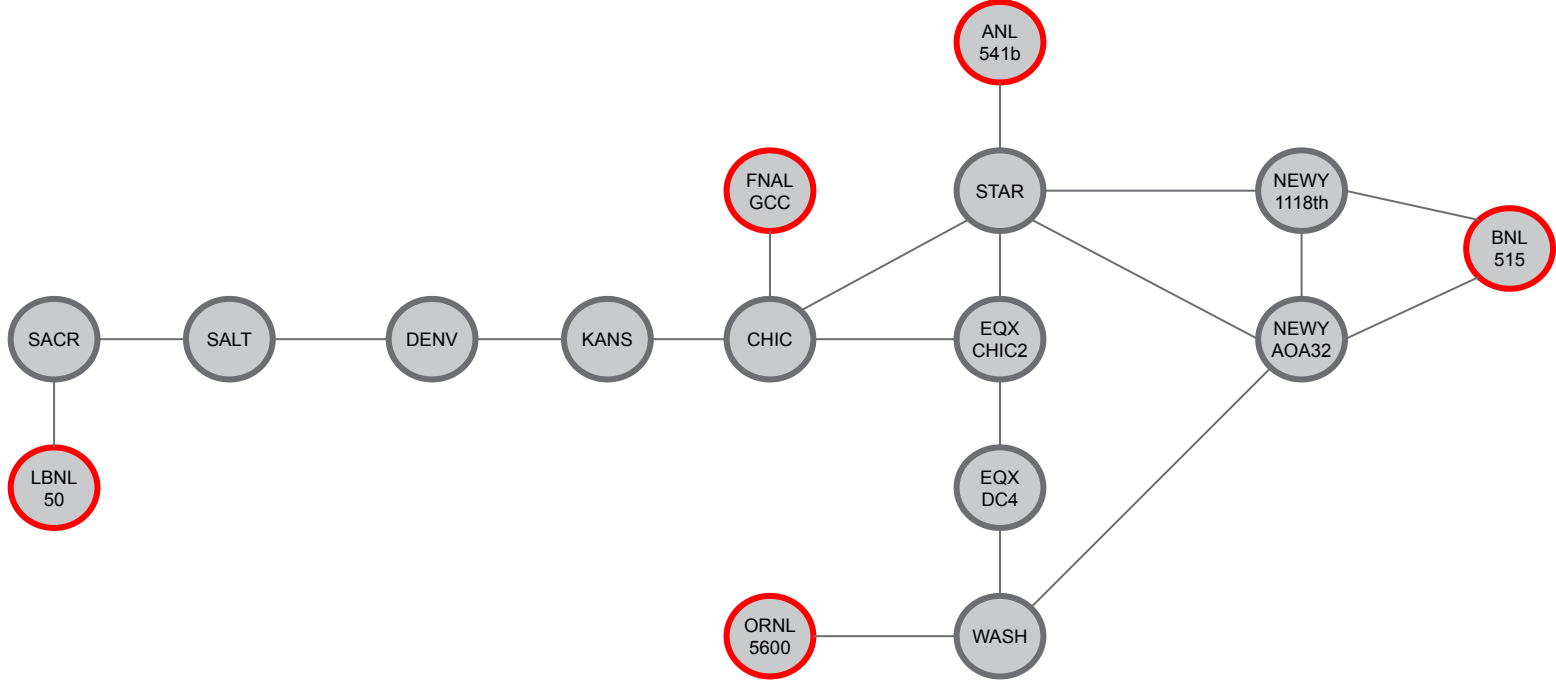 ANL
541b
FNAL
GCC
STAR
NEWY
1118th
BNL
515
SACR
SALT
DENV
KANS
CHIC
EQX
CHIC2
NEWY
AOA32
LBNL
50
EQX
DC4
ORNL
5600
WASH